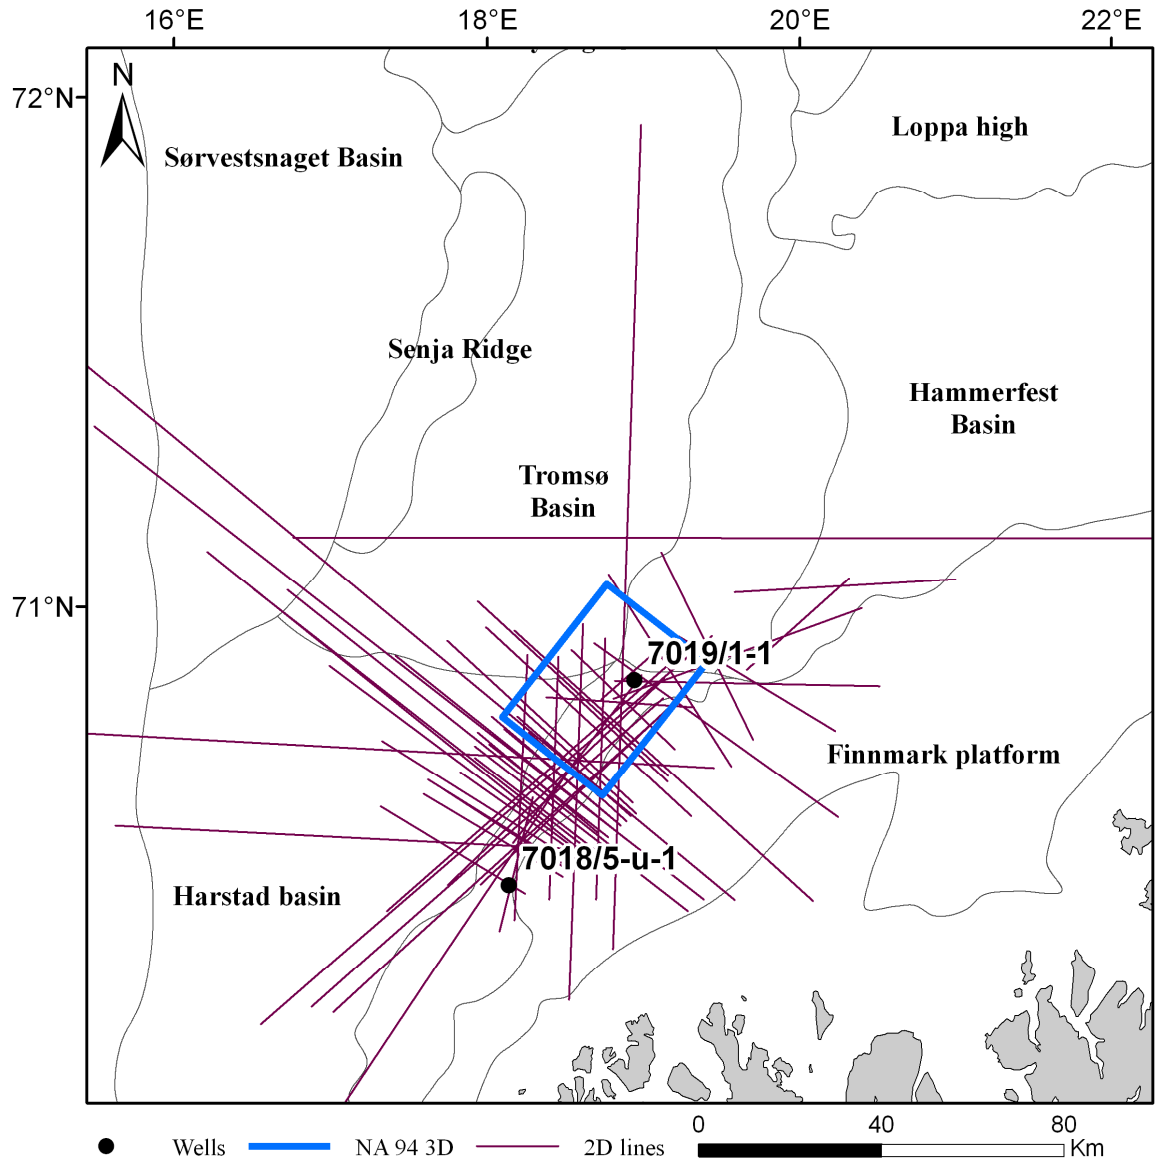 16°E 18°E 20°E 22°E
N
72°N
Loppa high
Sørvestsnaget Basin
Senja Ridge
Hammerfest
Basin
Tromsø
Basin
71°N
7019/1-1
Finnmark platform
7018/5-u-1
Harstad basin
0 40 80
Wells NA 94 3D 2D lines Km